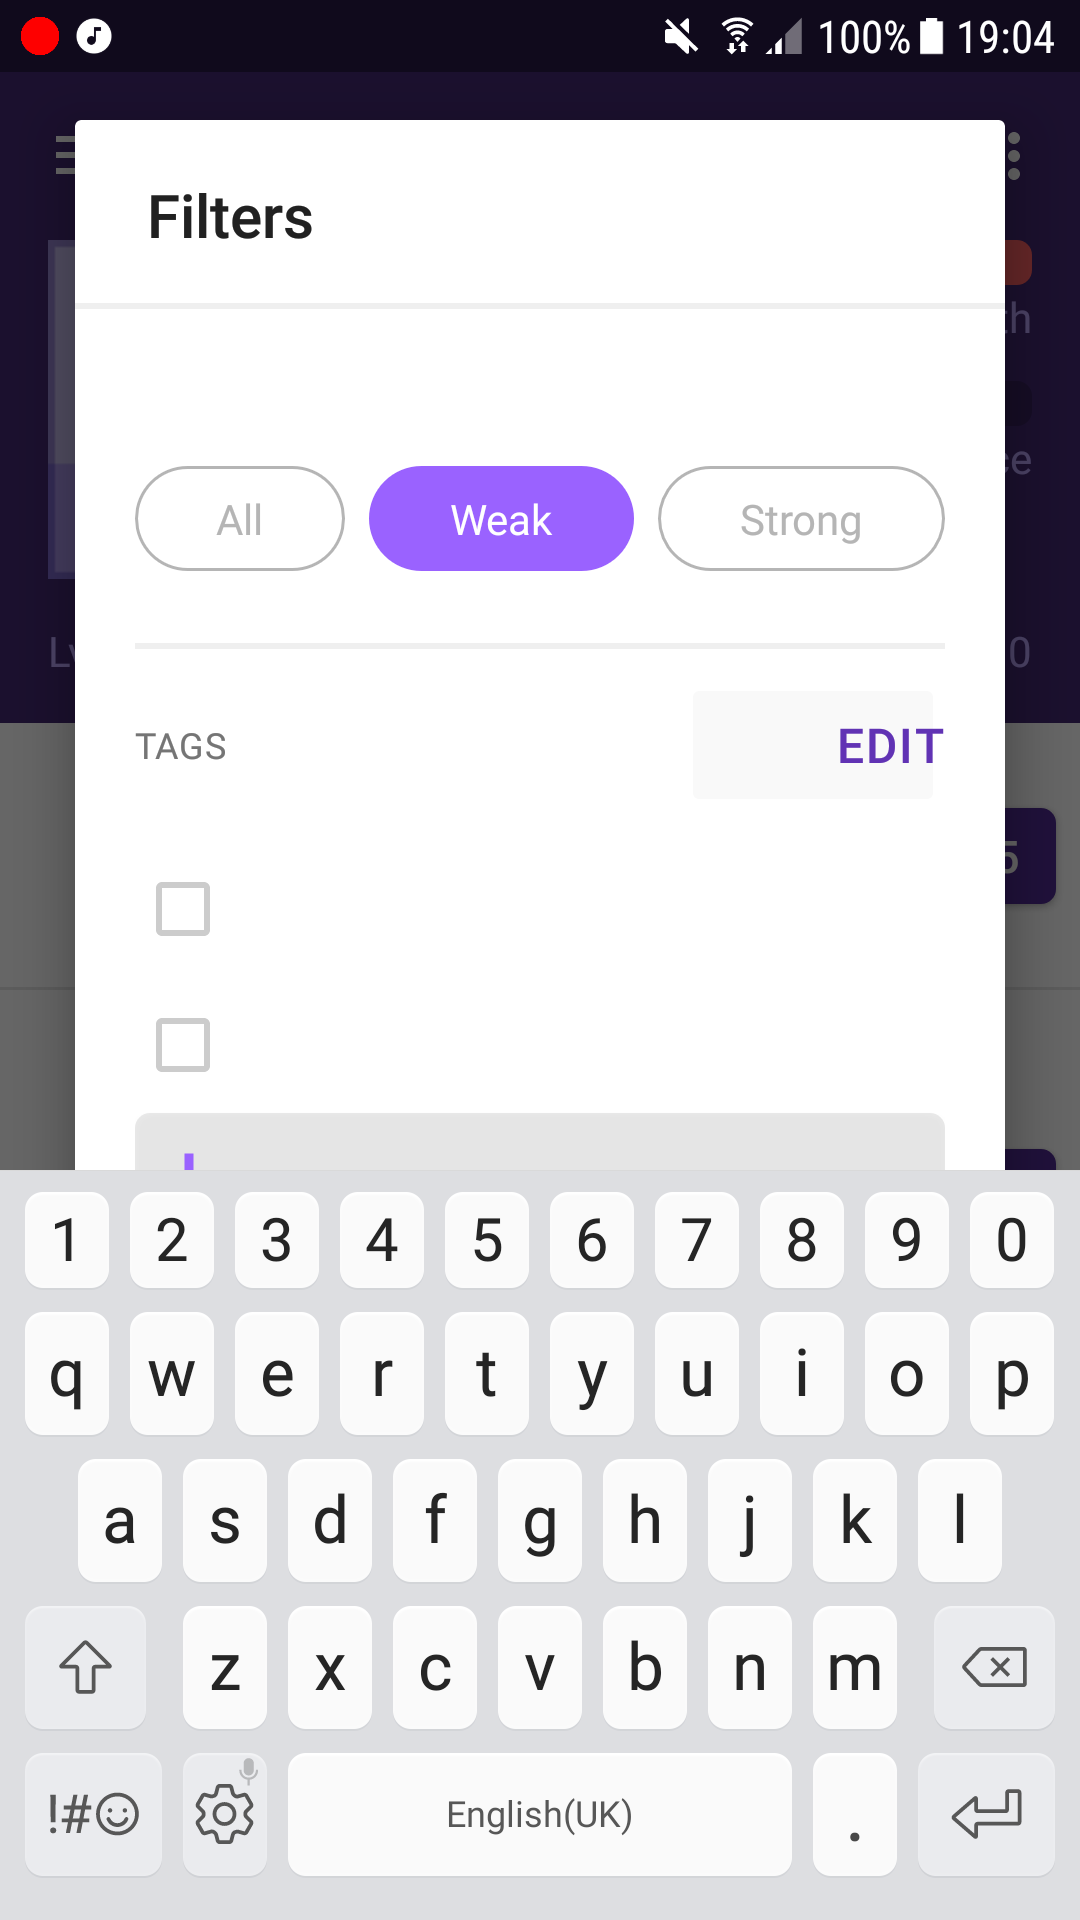 100% 19:04
Filters
All Weak Strong
TAGS EDIT
1 2 3 4 5 6 7 8 9 0
q w e r t y u i o p
a s d f g h j k l
z x c v b n m
!# English(UK) .